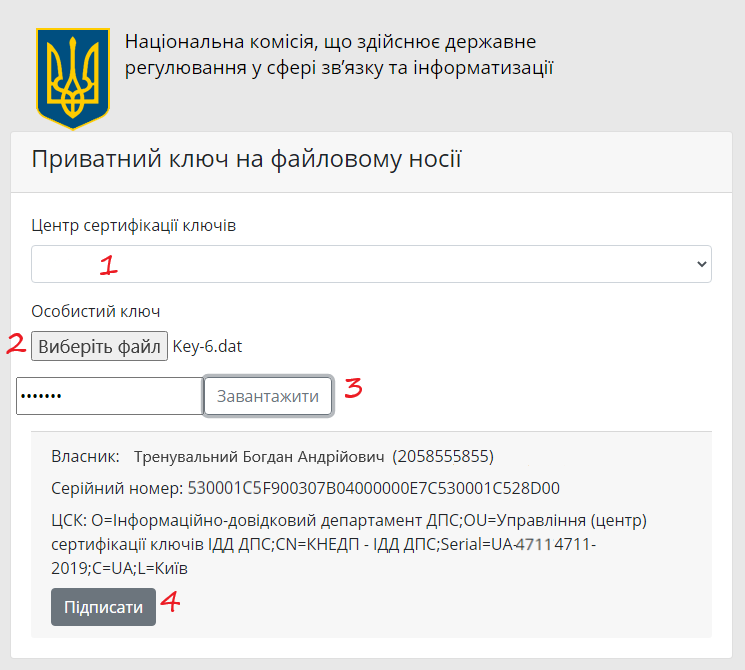 Національна комісія, що здійснює державне
регулювання у сфері зв’язку та інформатизації
Приватний ключ на файловому носії
Центр сертифікації ключів
1
Особистий ключ
2 Виберіть файл Key-6.dat
••••••• Завантажити 3
Власник: Тренувальний Богдан Андрійович (2058555855)
Серійний номер: 530001C5F900307B04000000E7C530001C528D00
ЦСК: O=Інформаційно-довідковий департамент ДПС;OU=Управління (центр)
сертифікації ключів ІДД ДПС;CN=КНЕДП - ІДД ДПС;Serial=UA-47114711-
2019;C=UA;L=Київ
Підписати 4